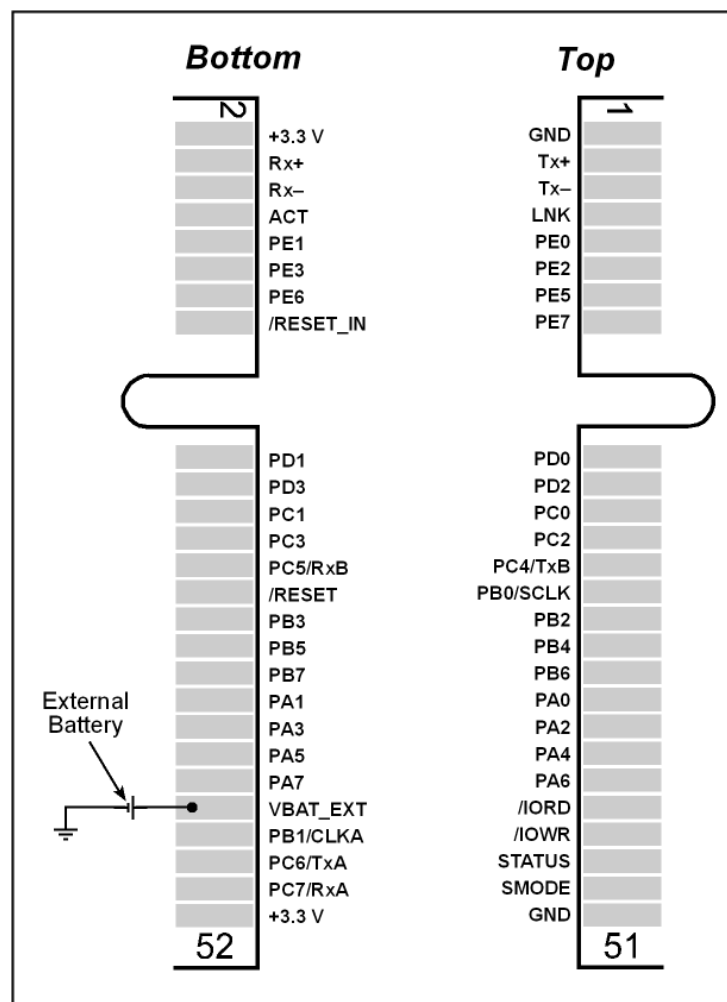 Bottom
Top
2
1
+3.3 V
GND
Rx+
Tx+
Rx–
Tx–
ACT
LNK
PE1
PE0
PE3
PE2
PE6
PE5
/RESET_IN
PE7
PD1
PD0
PD3
PD2
PC1
PC0
PC3
PC2
PC5/RxB
PC4/TxB
/RESET
PB0/SCLK
PB3
PB2
PB5
PB4
PB7
PB6
External
Battery
PA1
PA0
PA3
PA2
PA5
PA4
PA7
PA6
VBAT_EXT
/IORD
PB1/CLKA
/IOWR
PC6/TxA
STATUS
PC7/RxA
SMODE
+3.3 V
GND
52
51